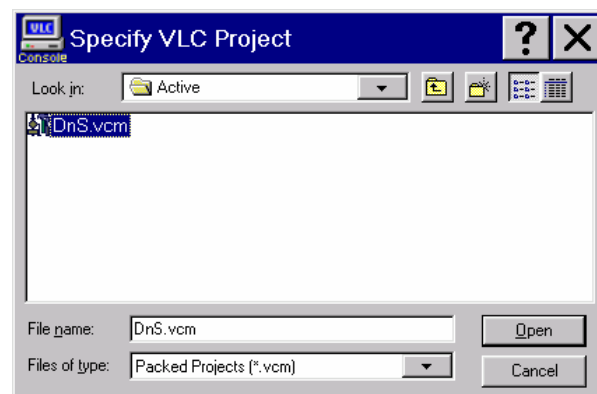 VLC
Console
Specify VLC Project
?
Look in:
Active
DnS.vcm
File name:
DnS.vcm
Open
Files of type:
Packed Projects (*.vcm)
Cancel